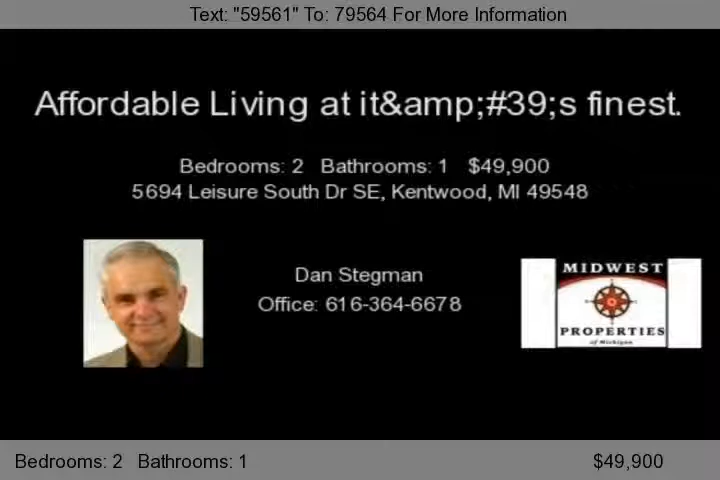 Text: "59561" To: 79564 For More Information
Affordable Living at it&amp;#39;s finest.
Bedrooms: 2 Bathrooms: 1 $49,900
5694 Leisure South Dr SE, Kentwood, MI 49548
Dan Stegman
Office: 616-364-6678
MIDWEST
PROPERTIES
of Michigan
Bedrooms: 2 Bathrooms: 1 $49,900